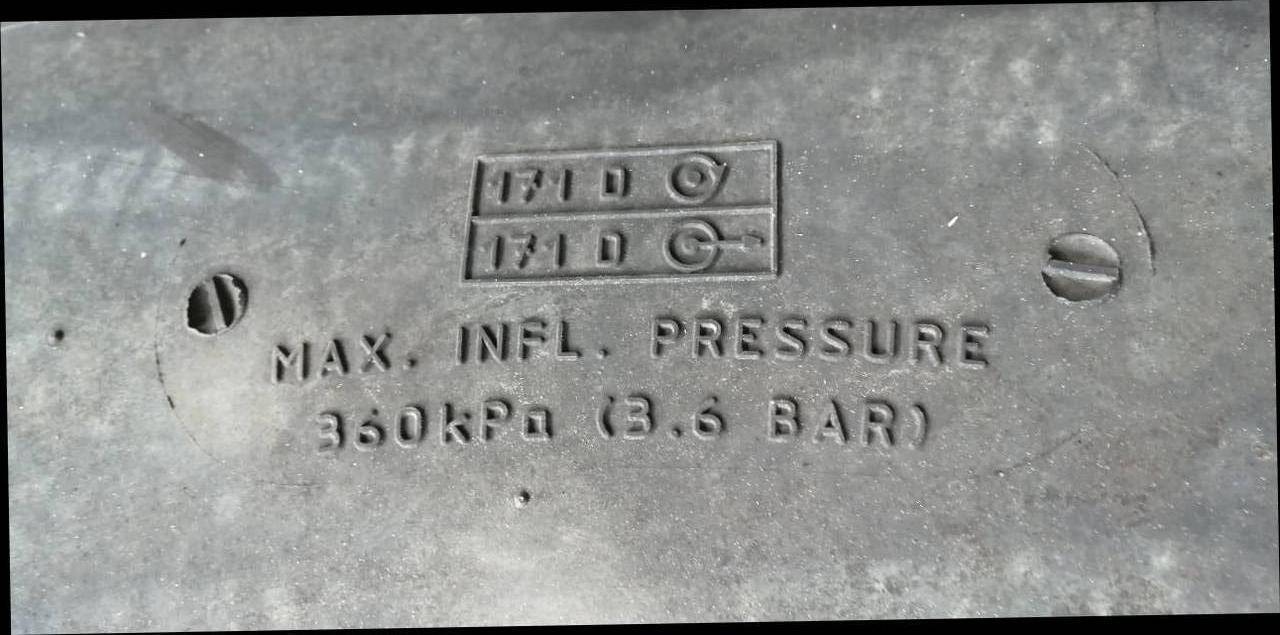 171 D
171 D
MAX. INFL. PRESSURE
360kPa (3.6 BAR)